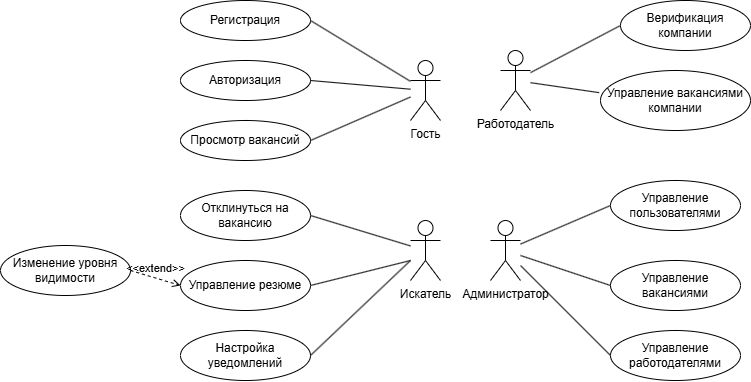 Регистрация
Авторизация
Просмотр вакансий
Гость
Работодатель
Верификация
компании
Управление вакансиями
компании
Отклинуться на
вакансию
Изменение уровня
видимости
<<extend>>
Управление резюме
Настройка
уведомлений
Искатель
Администратор
Управление
пользователями
Управление
вакансиями
Управление
работодателями